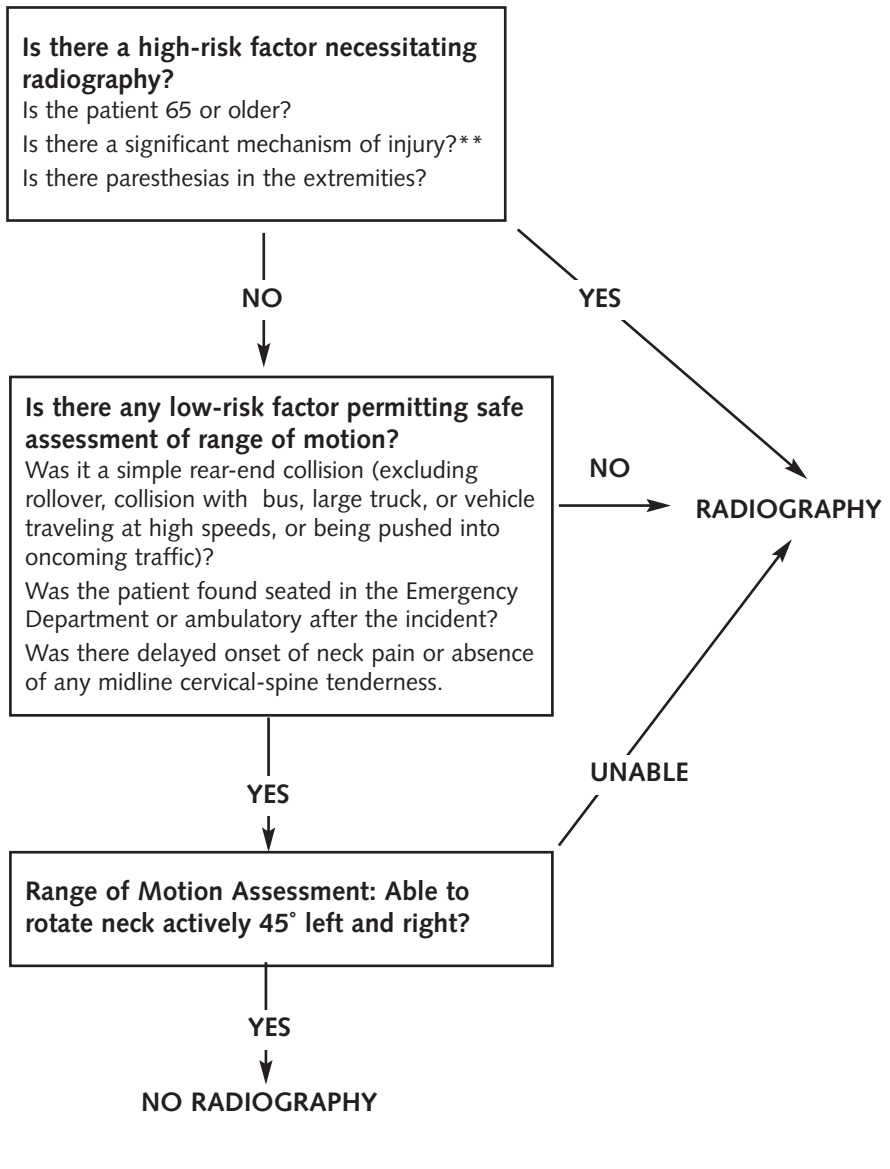 Is there a high-risk factor necessitating
radiography?
Is the patient 65 or older?
Is there a significant mechanism of injury?**
Is there paresthesias in the extremities?
NO
YES
Is there any low-risk factor permitting safe
assessment of range of motion?
Was it a simple rear-end collision (excluding
rollover, collision with bus, large truck, or vehicle
traveling at high speeds, or being pushed into
oncoming traffic)?
Was the patient found seated in the Emergency
Department or ambulatory after the incident?
Was there delayed onset of neck pain or absence
of any midline cervical-spine tenderness.
NO
RADIOGRAPHY
YES
UNABLE
Range of Motion Assessment: Able to
rotate neck actively 45° left and right?
YES
NO RADIOGRAPHY